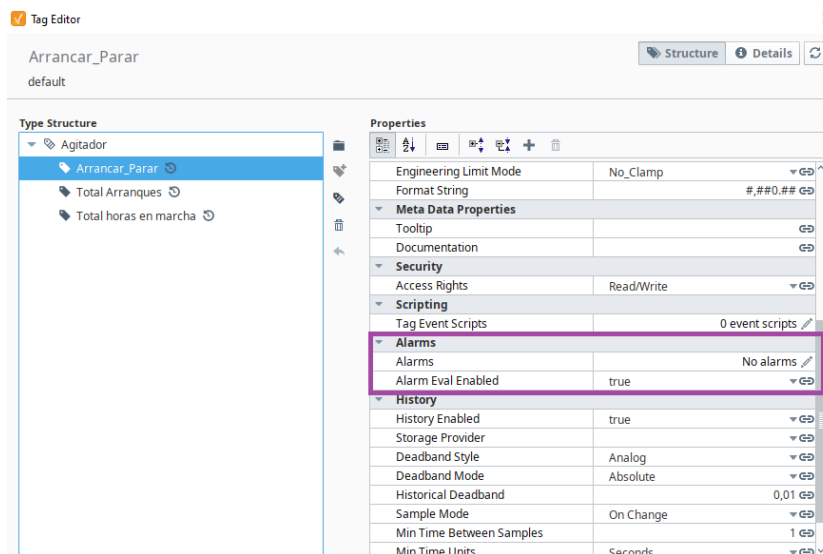 Tag Editor
Arrancar_Parar
default
Structure
Details
Type Structure
Agitador
Arrancar_Parar
Total Arranques
Total horas en marcha
Properties
Engineering Limit Mode No_Clamp
Format String #,##0.##
Meta Data Properties
Tooltip
Documentation
Security
Access Rights Read/Write
Scripting
Tag Event Scripts 0 event scripts
Alarms
Alarms No alarms
Alarm Eval Enabled true
History
History Enabled true
Storage Provider
Deadband Style Analog
Deadband Mode Absolute
Historical Deadband 0,01
Sample Mode On Change
Min Time Between Samples 1
Min Time Units Seconds